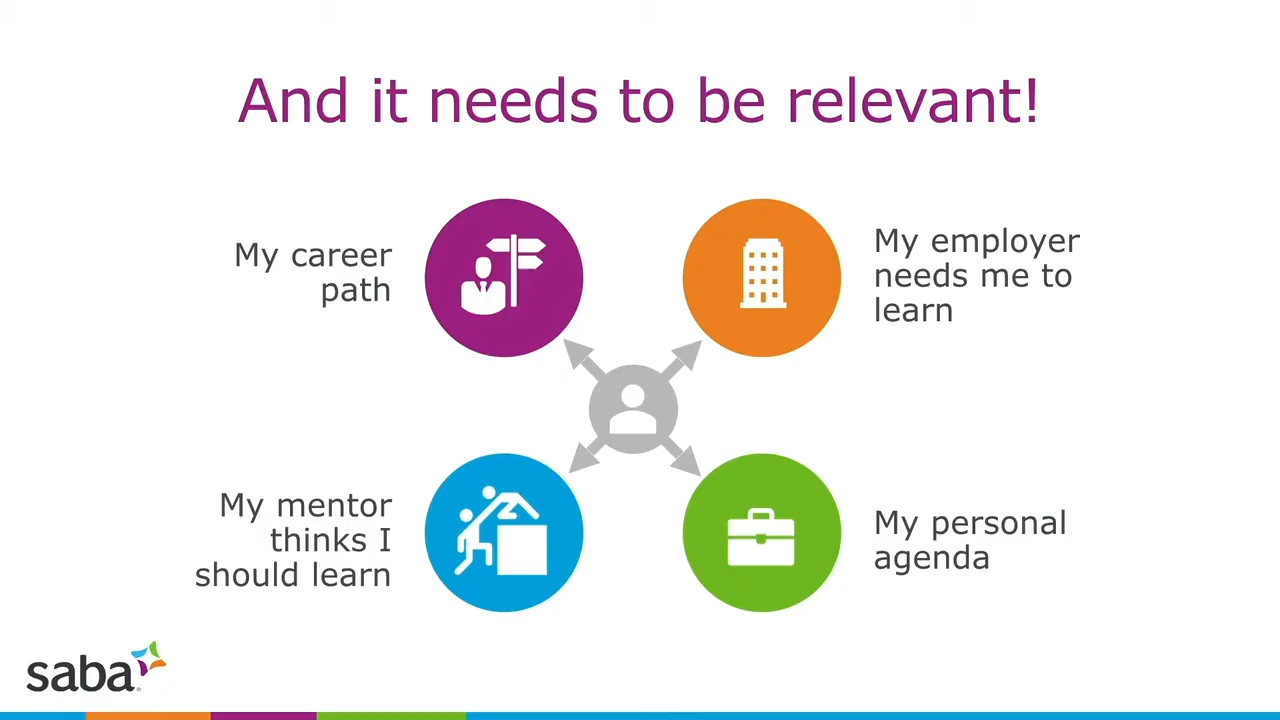 And it needs to be relevant!
My career
path
My employer
needs me to
learn
My mentor
thinks I
should learn
My personal
agenda
saba